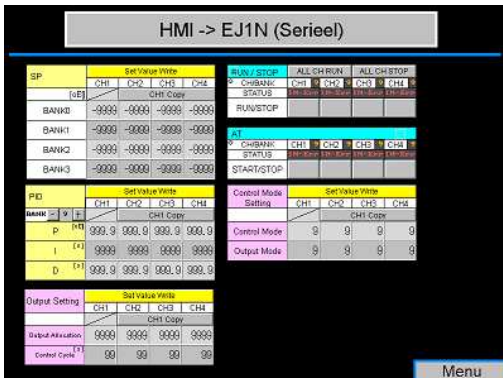 HMI -> EJ1N (Serieel)
SP Set Value Write
CH1 CH2 CH3 CH4
CH1 Copy
BANK0 -9999 -9999 -9999 -9999
BANK1 -9999 -9999 -9999 -9999
BANK2 -9999 -9999 -9999 -9999
BANK3 -9999 -9999 -9999 -9999
PID Set Value Write
CH1 CH2 CH3 CH4
BANK - 9 + CH1 Copy
P 999.9 999.9 999.9 999.9
I 9999 9999 9999 9999
D 999.9 999.9 999.9 999.9
Output Setting Set Value Write
CH1 CH2 CH3 CH4
CH1 Copy
Output Allocation 9999 9999 9999 9999
Control Cycle 99 99 99 99
RUN / STOP ALL CH RUN ALL CH STOP
CH/BANK CH1 CH2 CH3 CH4
STATUS
RUN/STOP
AT
CH/BANK CH1 CH2 CH3 CH4
STATUS
START/STOP
Control Mode Setting Set Value Write
CH1 CH2 CH3 CH4
CH1 Copy
Control Mode 9 9 9 9
Output Mode 9 9 9 9
Menu